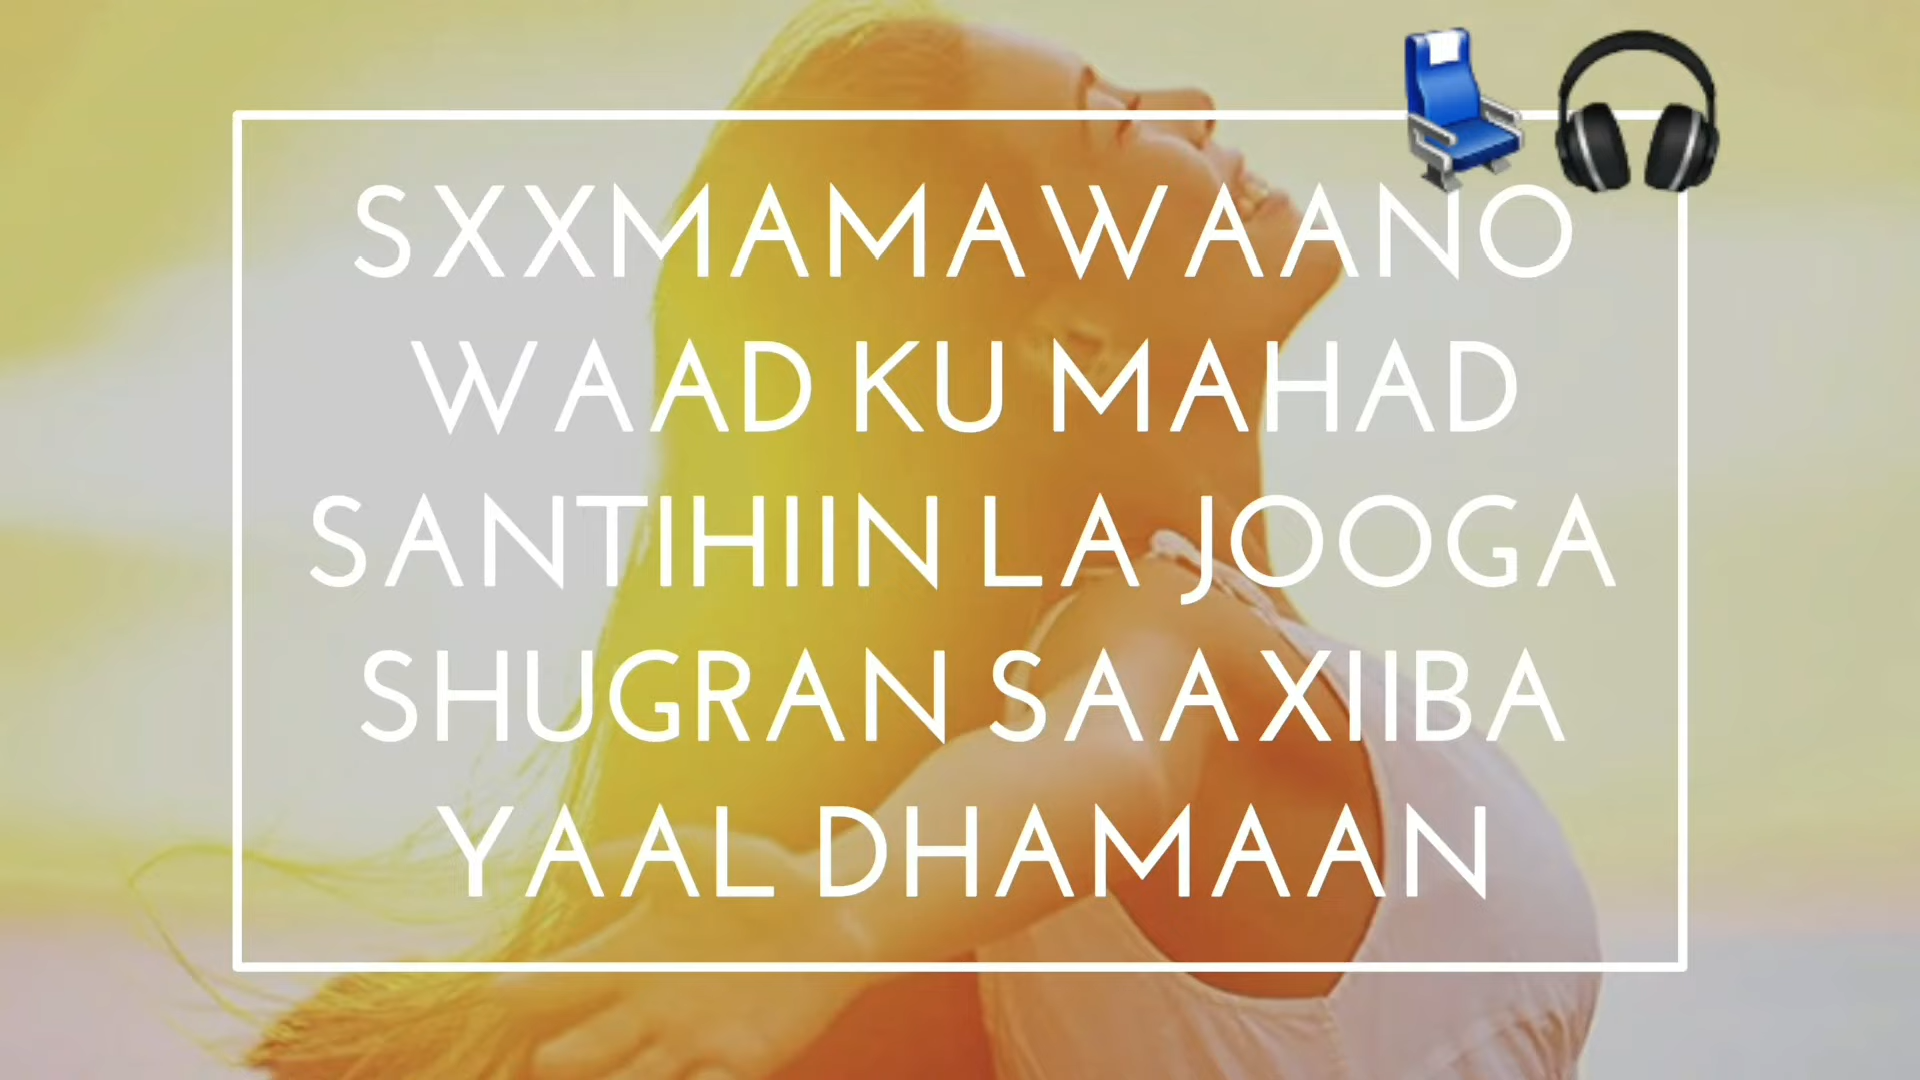 SXXMAMAWAANO
WAAD KU MAHAD
SANTIHIIN LA JOOGA
SHUGRAN SAAXIIBA
YAAL DHAMAAN